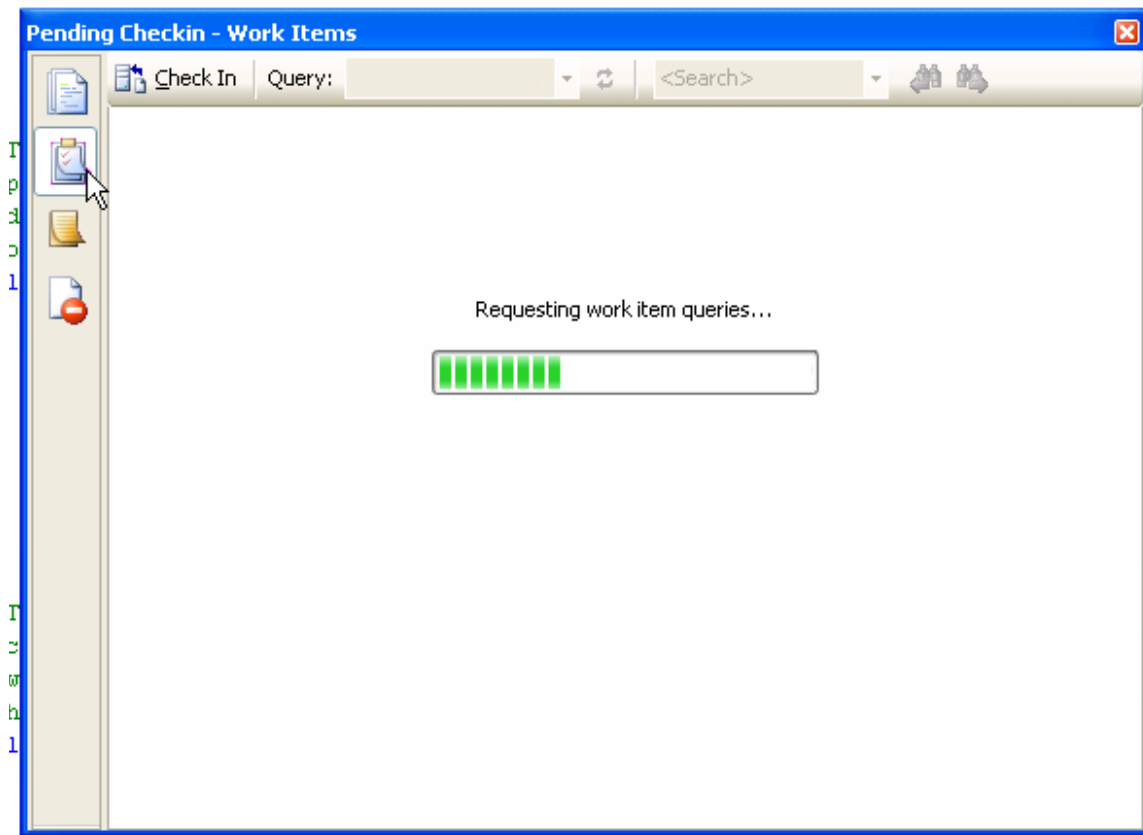 Pending Checkin - Work Items
Check In Query: <Search>
T
p
d
o
l
Requesting work item queries...
T
c
w
h
l